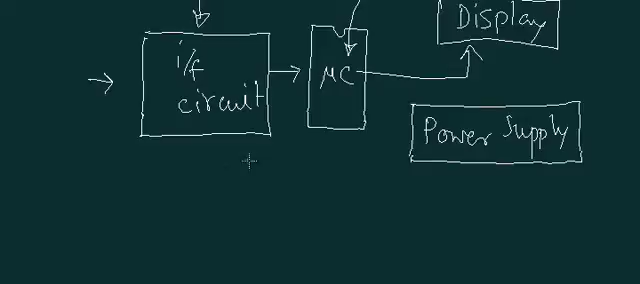 i/f
circuit
μC
Display
Power Supply